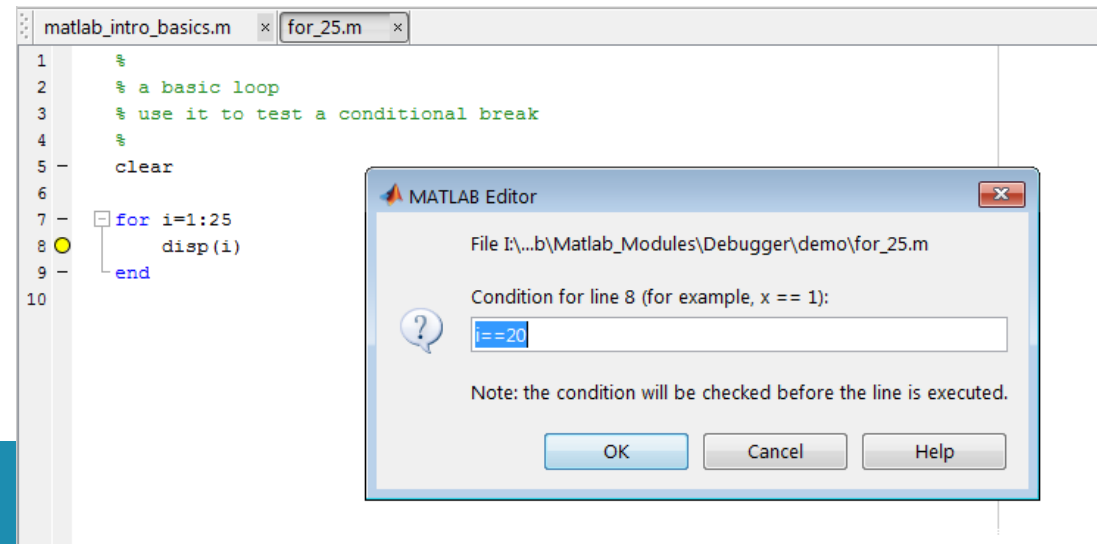 matlab_intro_basics.m × for_25.m ×
1 %
2 % a basic loop
3 % use it to test a conditional break
4 %
5 – clear
6
7 – for i=1:25
8 disp(i)
9 – end
10
MATLAB Editor
File I:\...b\Matlab_Modules\Debugger\demo\for_25.m
Condition for line 8 (for example, x == 1):
i==20
Note: the condition will be checked before the line is executed.
OK Cancel Help